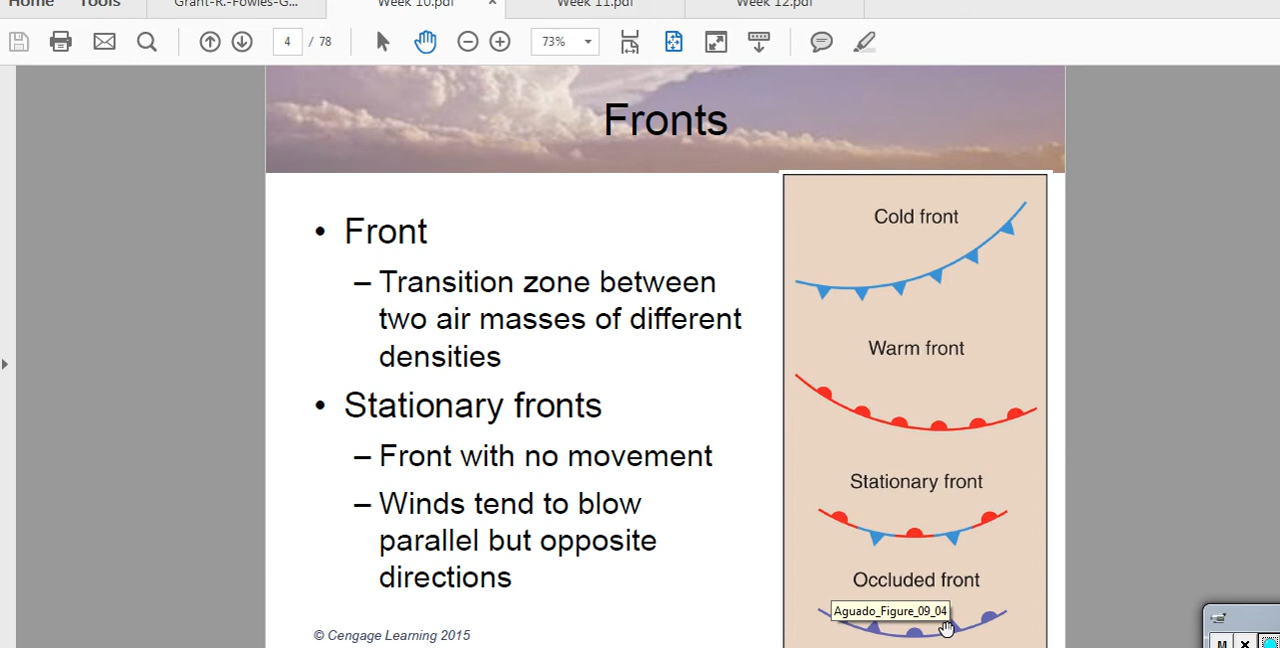 Home Tools Grant-R.-Fowles-G... Week 10.pdf × Week 11.pdf Week 12.pdf
4 / 78 73%
Fronts
• Front
– Transition zone between
two air masses of different
densities
• Stationary fronts
– Front with no movement
– Winds tend to blow
parallel but opposite
directions
© Cengage Learning 2015
Cold front
Warm front
Stationary front
Occluded front
Aguado_Figure_09_04
M